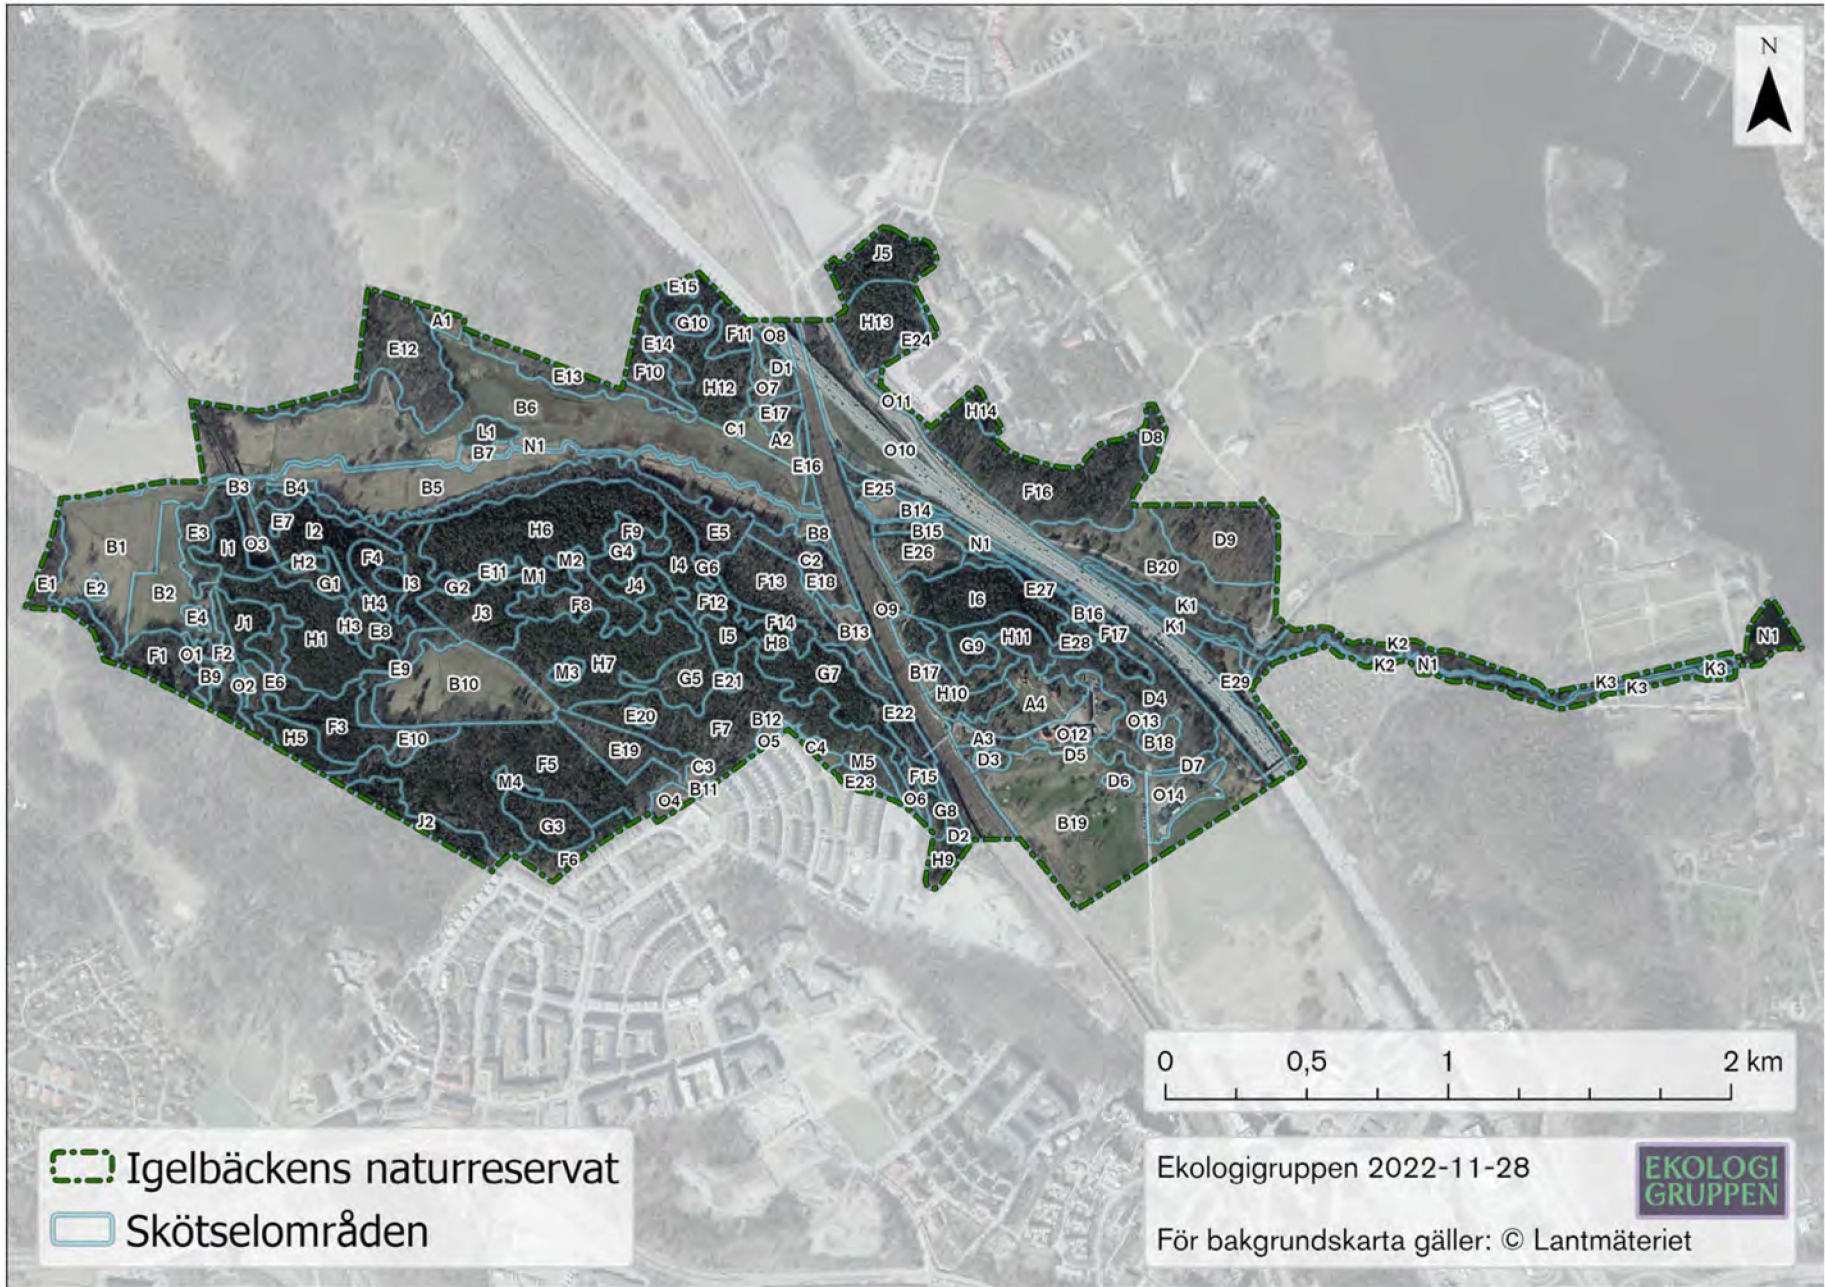 N
J5
E15
G10
H13
A1
F11
O8
E14
E24
E12
D1
E13
F10
H12
O7
O11
B6
E17
H14
L1
C1
A2
D8
B7
N1
O10
E16
B3
B4
B5
E25
F16
E7
B14
I2
H6
F9
E5
B8
B15
E3
N1
D9
B1
I1
O3
G4
E26
H2
F4
M2
I4
C2
B20
G6
E11
M1
F13
E18
E1
E2
G1
I3
G2
J4
E27
B2
H4
F8
F12
I6
K1
J3
O9
E4
J1
F14
B16
K1
H3
E8
I5
B13
F17
H1
H8
H11
E28
N1
F1
O1
F2
G9
K2
H7
K2
N1
E9
M3
G7
B17
B9
O2
E6
B10
G5
E21
E29
K3
K3
K3
H10
D4
A4
E20
E22
B12
O13
F3
F7
H5
E10
O5
A3
O12
B18
C4
E19
D3
D5
F5
M5
D7
C3
F15
M4
E23
D6
B11
O4
O6
O14
J2
G3
G8
B19
D2
F6
H9
0 0,5 1 2 km
Igelbäckens naturreservat
Skötselområden
Ekologigruppen 2022-11-28
EKOLOGI
GRUPPEN
För bakgrundskarta gäller: © Lantmäteriet